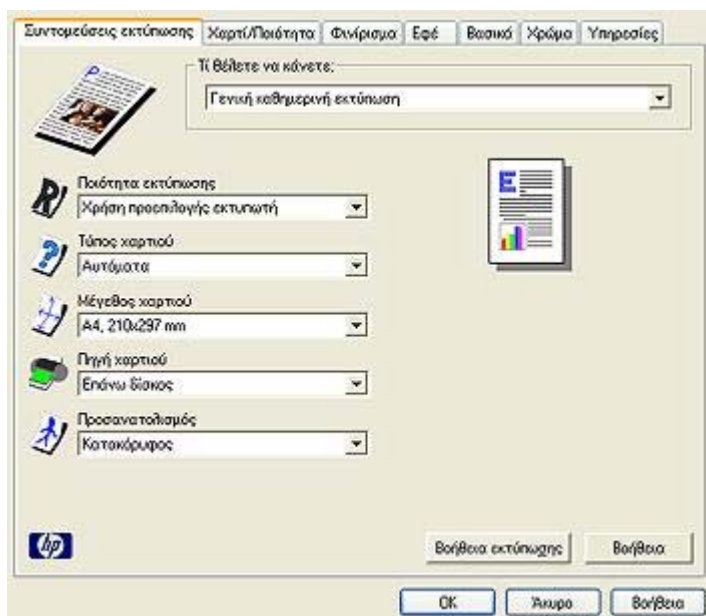 Συντομεύσεις εκτύπωσης Χαρτί/Ποιότητα Φινίρισμα Εφέ Βασικά Χρώμα Υπηρεσίες
Τί θέλετε να κάνετε;
Γενική καθημερινή εκτύπωση
Ποιότητα εκτύπωσης
Χρήση προεπιλογής εκτυπωτή
Τύπος χαρτιού
Αυτόματα
Μέγεθος χαρτιού
A4, 210x297 mm
Πηγή χαρτιού
Επάνω δίσκος
Προσανατολισμός
Κατακόρυφος
hp
Βοήθεια εκτύπωσης Βοήθεια
OK Άκυρο Βοήθεια